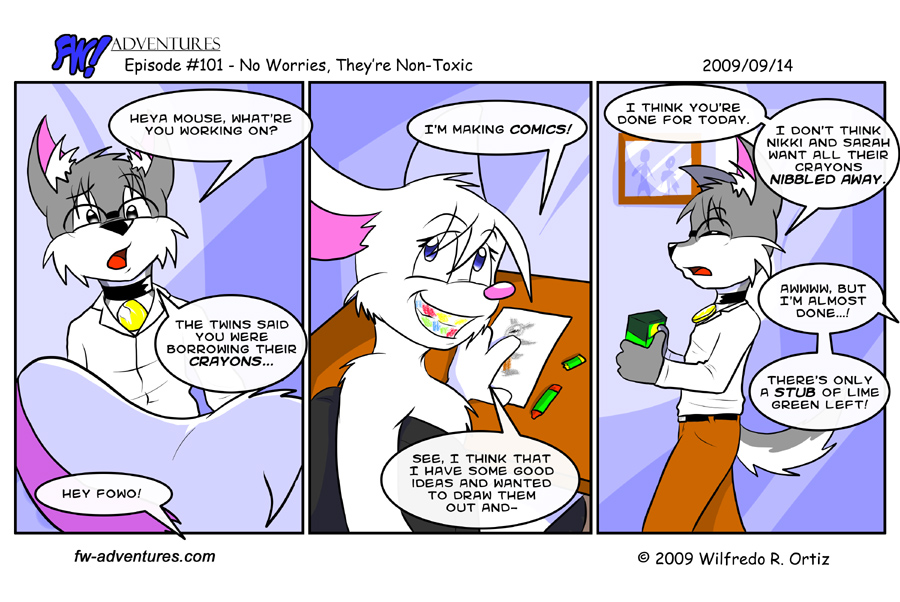 FW! ADVENTURES
Episode #101 - No Worries, They're Non-Toxic
2009/09/14
HEYA MOUSE, WHAT'RE
YOU WORKING ON?
THE TWINS SAID
YOU WERE
BORROWING THEIR
CRAYONS...
HEY FOWO!
I'M MAKING COMICS!
SEE, I THINK THAT
I HAVE SOME GOOD
IDEAS AND WANTED
TO DRAW THEM
OUT AND-
I THINK YOU'RE
DONE FOR TODAY.
I DON'T THINK
NIKKI AND SARAH
WANT ALL THEIR
CRAYONS
NIBBLED AWAY.
AWWWW, BUT
I'M ALMOST
DONE...!
THERE'S ONLY
A STUB OF LIME
GREEN LEFT!
fw-adventures.com
© 2009 Wilfredo R. Ortiz